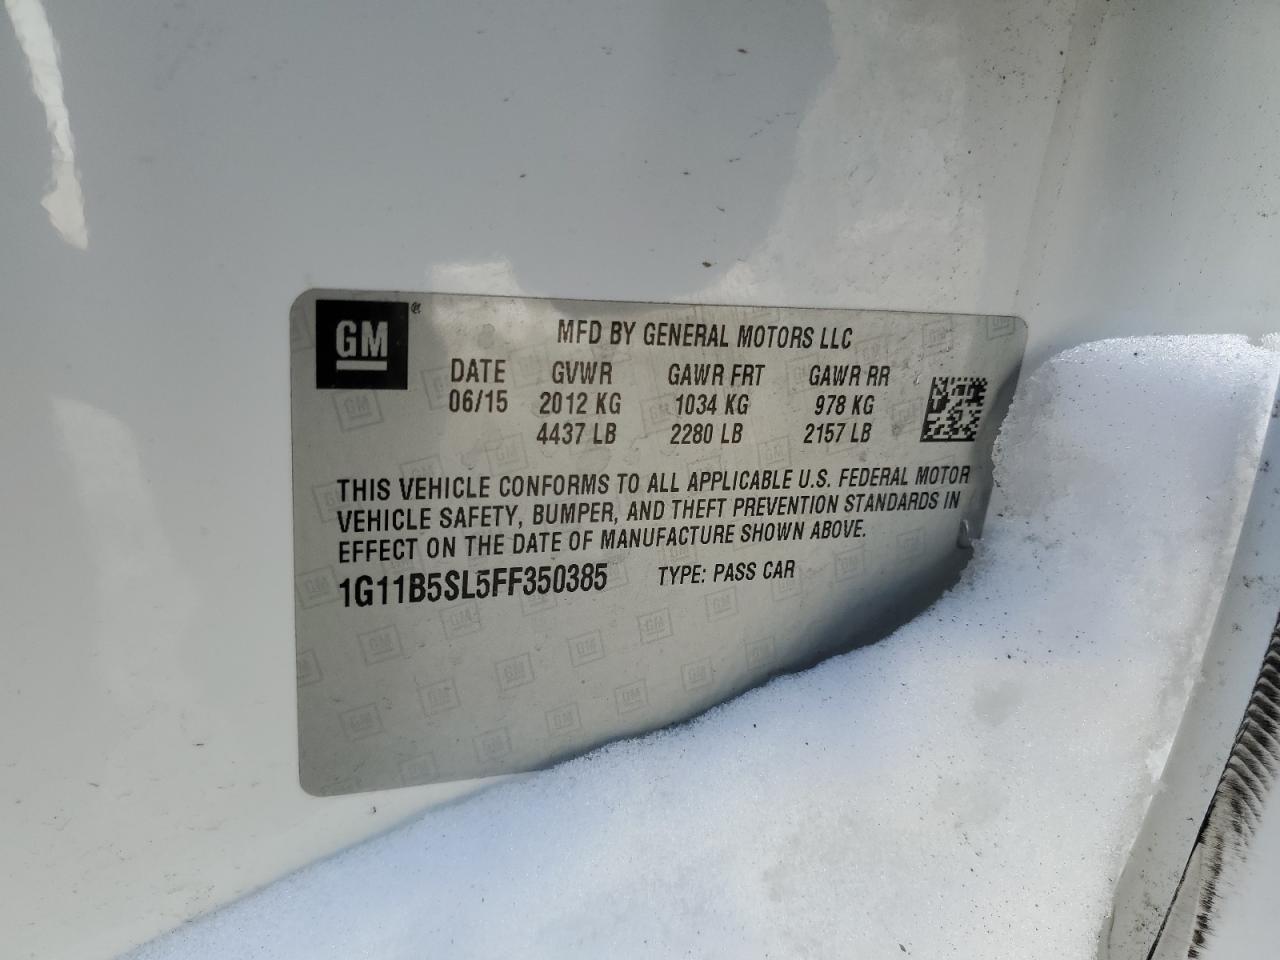 GM®
MFD BY GENERAL MOTORS LLC
DATE GVWR GAWR FRT GAWR RR
06/15 2012 KG 1034 KG 978 KG
4437 LB 2280 LB 2157 LB
THIS VEHICLE CONFORMS TO ALL APPLICABLE U.S. FEDERAL MOTOR
VEHICLE SAFETY, BUMPER, AND THEFT PREVENTION STANDARDS IN
EFFECT ON THE DATE OF MANUFACTURE SHOWN ABOVE.
1G11B5SL5FF350385 TYPE: PASS CAR